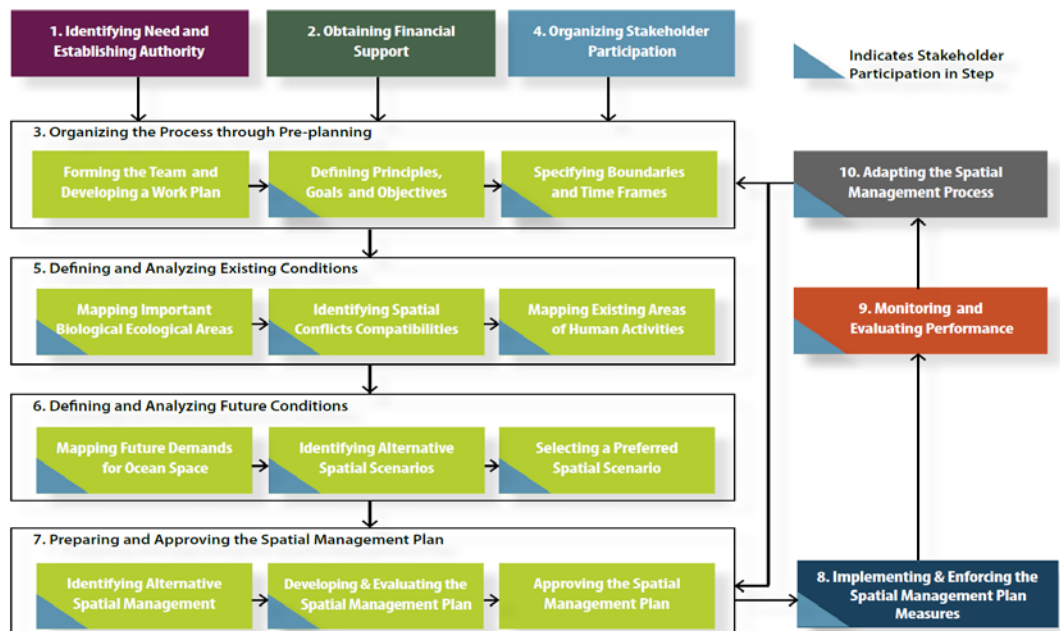 1. Identifying Need and
Establishing Authority
2. Obtaining Financial
Support
4. Organizing Stakeholder
Participation
Indicates Stakeholder
Participation in Step
3. Organizing the Process through Pre-planning
Forming the Team and
Developing a Work Plan
Defining Principles,
Goals and Objectives
Specifying Boundaries
and Time Frames
10. Adapting the Spatial
Management Process
5. Defining and Analyzing Existing Conditions
Mapping Important
Biological Ecological Areas
Identifying Spatial
Conflicts Compatibilities
Mapping Existing Areas
of Human Activities
9. Monitoring and
Evaluating Performance
6. Defining and Analyzing Future Conditions
Mapping Future Demands
for Ocean Space
Identifying Alternative
Spatial Scenarios
Selecting a Preferred
Spatial Scenario
7. Preparing and Approving the Spatial Management Plan
Identifying Alternative
Spatial Management
Developing & Evaluating the
Spatial Management Plan
Approving the Spatial
Management Plan
8. Implementing & Enforcing the
Spatial Management Plan
Measures